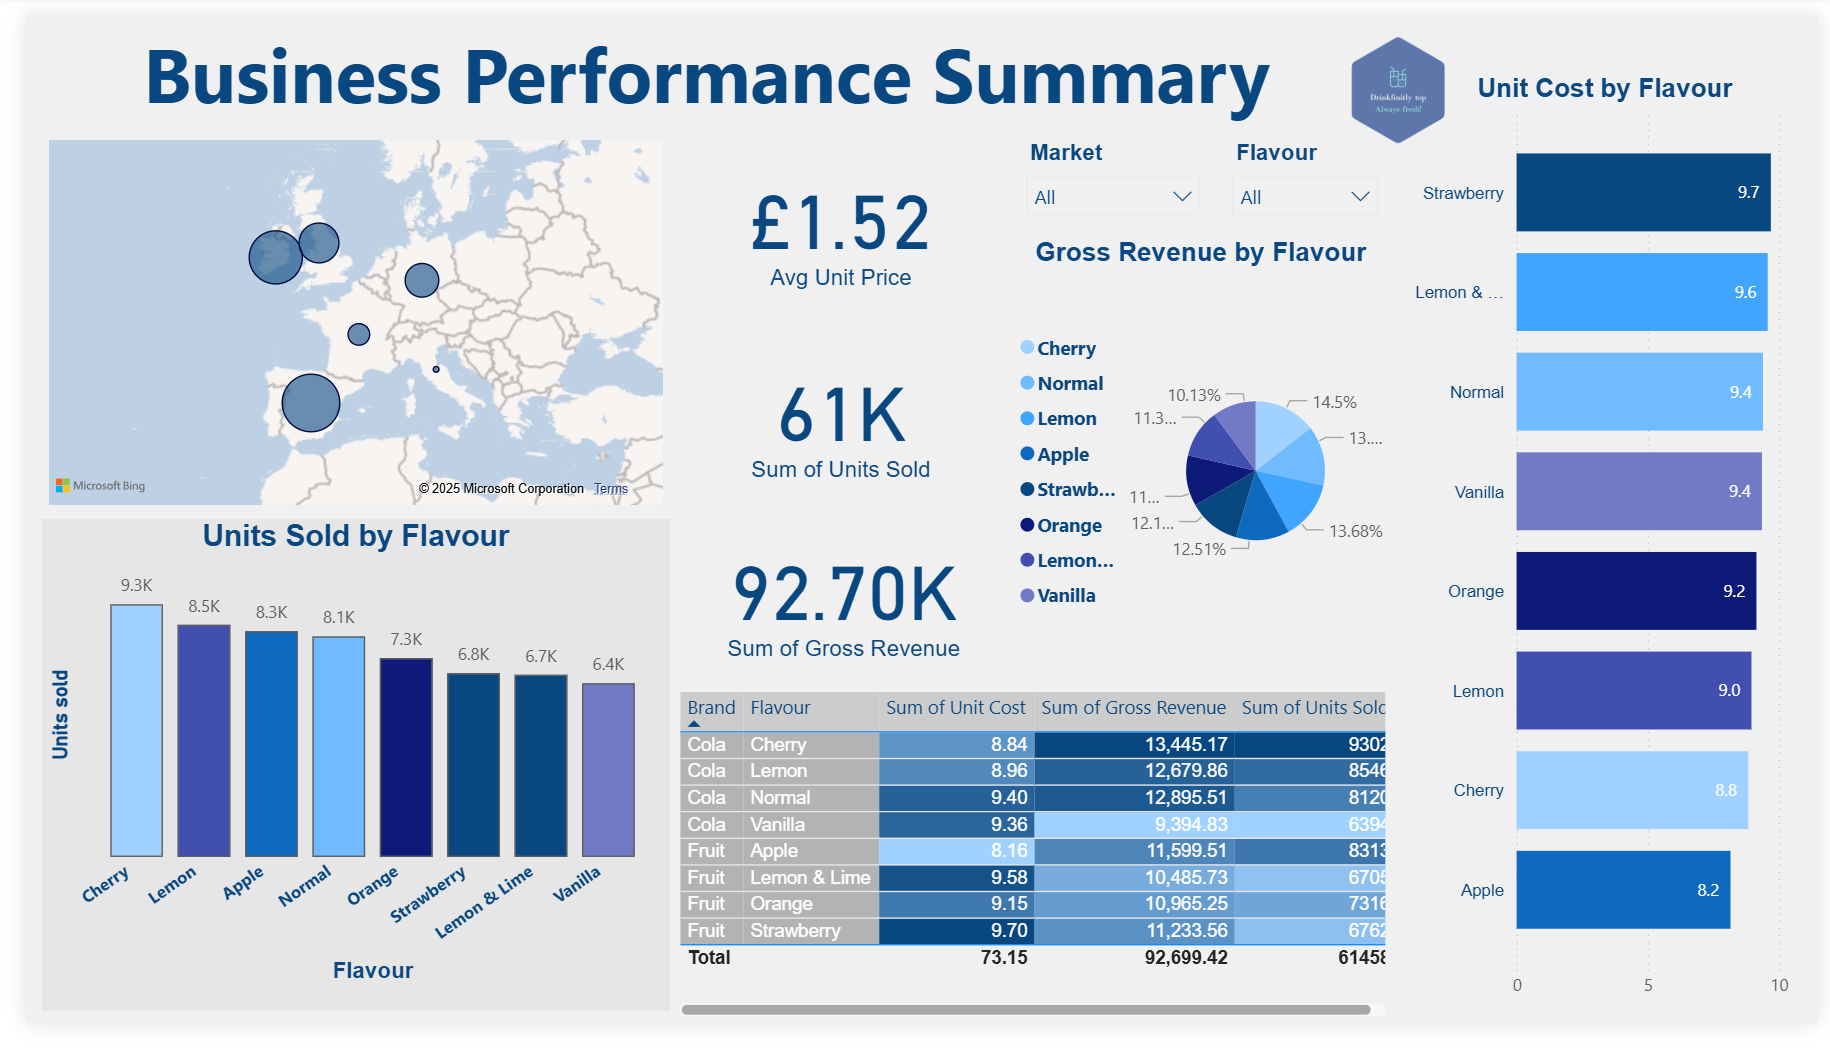 Business Performance Summary
Drinkfinitly top
Always fresh!
Unit Cost by Flavour
Market
Flavour
All
All
£1.52
Avg Unit Price
61K
Sum of Units Sold
92.70K
Sum of Gross Revenue
Microsoft Bing
© 2025 Microsoft Corporation Terms
Gross Revenue by Flavour
Cherry
Normal
Lemon
Apple
Strawb...
Orange
Lemon...
Vanilla
10.13%
14.5%
11.3...
13....
11...
12.1...
13.68%
12.51%
Units Sold by Flavour
Units sold
9.3K
8.5K
8.3K
8.1K
7.3K
6.8K
6.7K
6.4K
Cherry
Lemon
Apple
Normal
Orange
Strawberry
Lemon & Lime
Vanilla
Flavour
Brand Flavour Sum of Unit Cost Sum of Gross Revenue Sum of Units Sold
Cola Cherry 8.84 13,445.17 9302
Cola Lemon 8.96 12,679.86 8546
Cola Normal 9.40 12,895.51 8120
Cola Vanilla 9.36 9,394.83 6394
Fruit Apple 8.16 11,599.51 8313
Fruit Lemon & Lime 9.58 10,485.73 6705
Fruit Orange 9.15 10,965.25 7316
Fruit Strawberry 9.70 11,233.56 6762
Total 73.15 92,699.42 61458
Strawberry 9.7
Lemon & ... 9.6
Normal 9.4
Vanilla 9.4
Orange 9.2
Lemon 9.0
Cherry 8.8
Apple 8.2
0 5 10